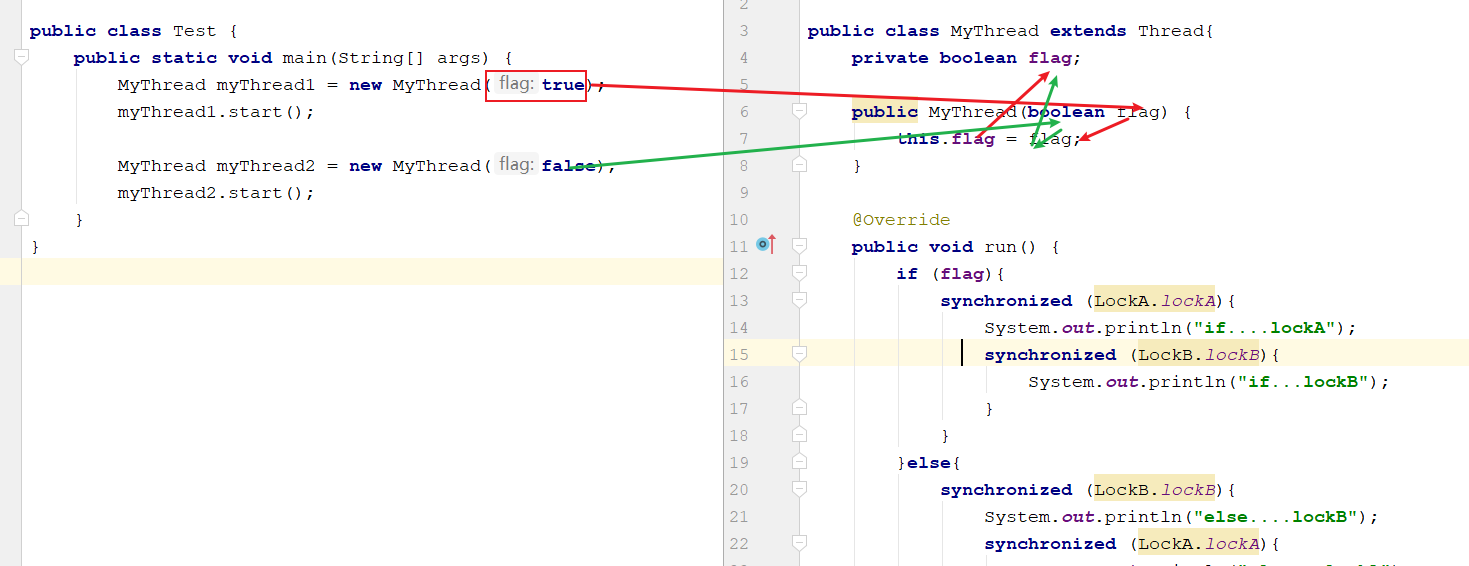 public class Test {
public static void main(String[] args) {
MyThread myThread1 = new MyThread( flag: true);
myThread1.start();
MyThread myThread2 = new MyThread( flag: false);
myThread2.start();
}
}
2
3 public class MyThread extends Thread{
4 private boolean flag;
5
6 public MyThread(boolean flag) {
7 this.flag = flag;
8 }
9
10 @Override
11 public void run() {
12 if (flag){
13 synchronized (LockA.lockA){
14 System.out.println("if....lockA");
15 synchronized (LockB.lockB){
16 System.out.println("if...lockB");
17 }
18 }
19 }else{
20 synchronized (LockB.lockB){
21 System.out.println("else....lockB");
22 synchronized (LockA.lockA){